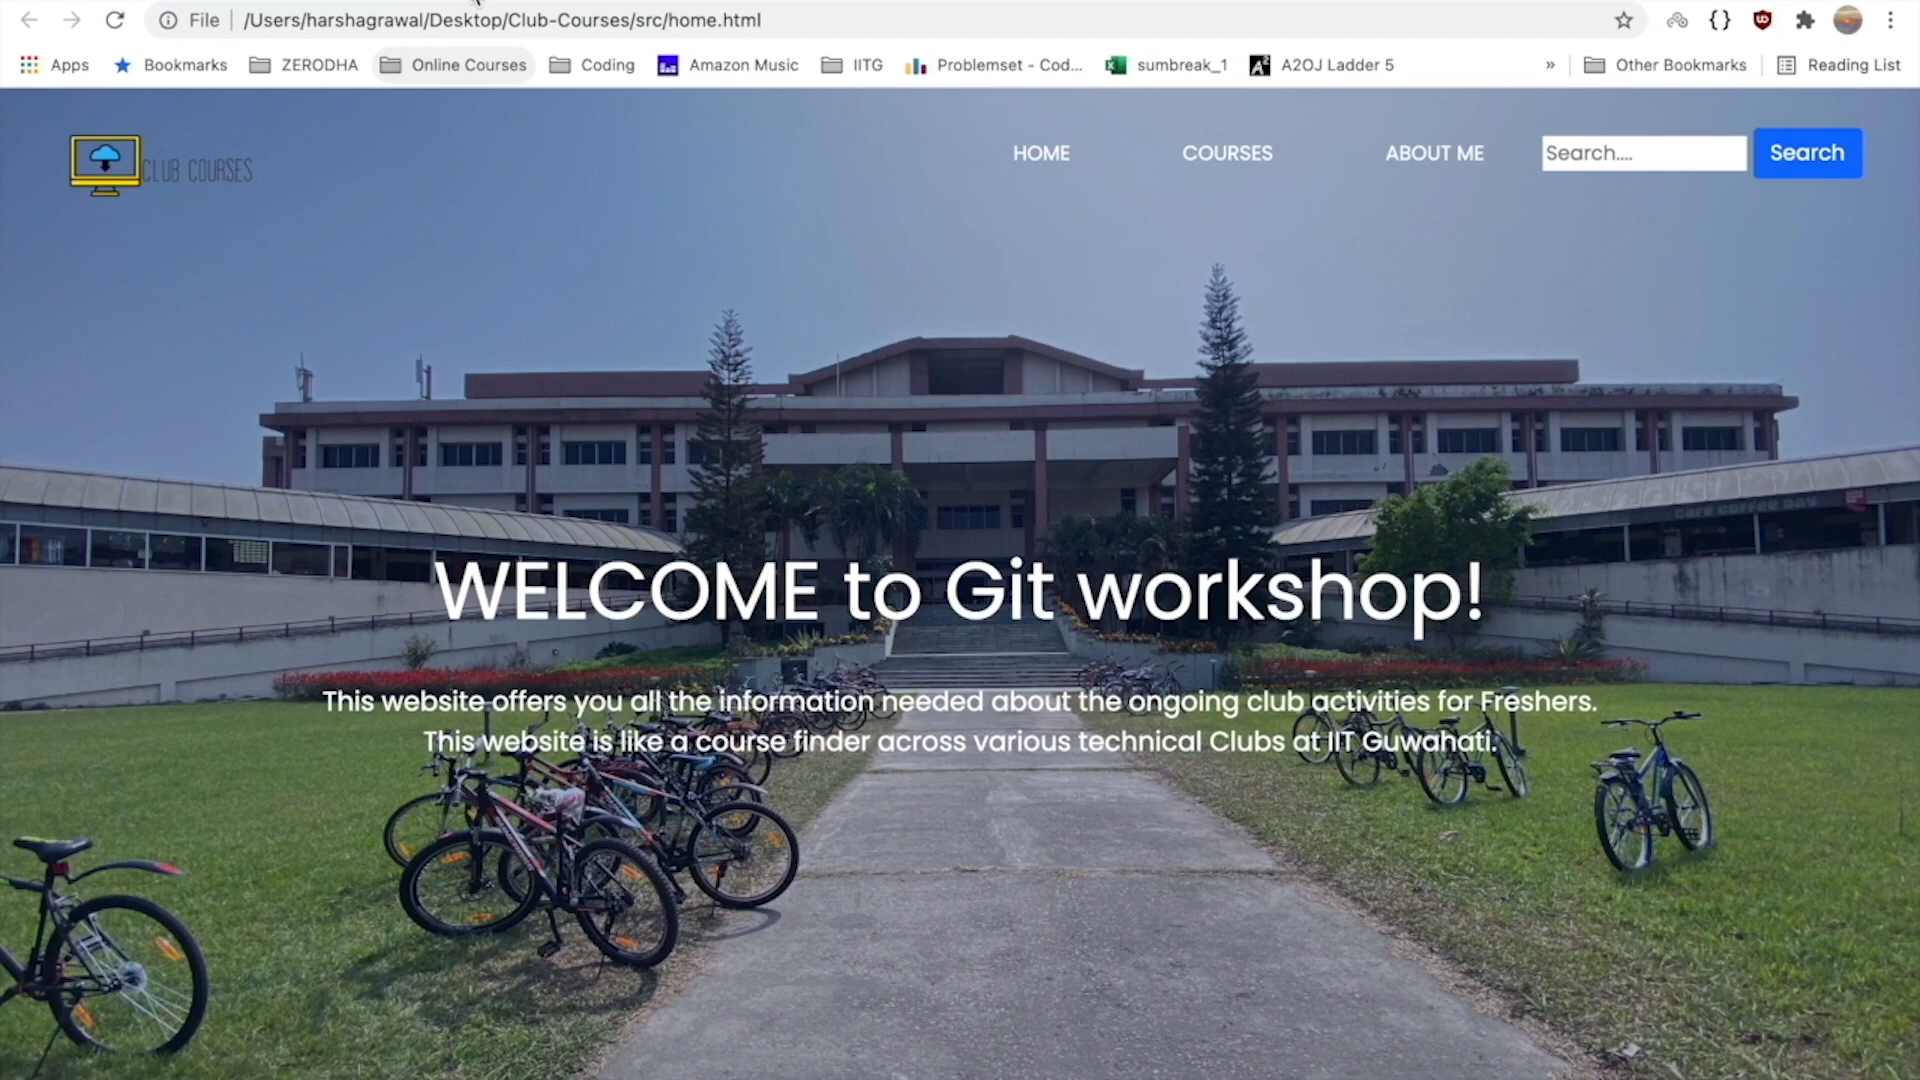 File /Users/harshagrawal/Desktop/Club-Courses/src/home.html
Apps Bookmarks ZERODHA Online Courses Coding Amazon Music IITG Problemset - Cod... sumbreak_1 A2OJ Ladder 5 » Other Bookmarks Reading List
CLUB COURSES HOME COURSES ABOUT ME Search.... Search
cafe coffee day
WELCOME to Git workshop!
This website offers you all the information needed about the ongoing club activities for Freshers.
This website is like a course finder across various technical Clubs at IIT Guwahati.